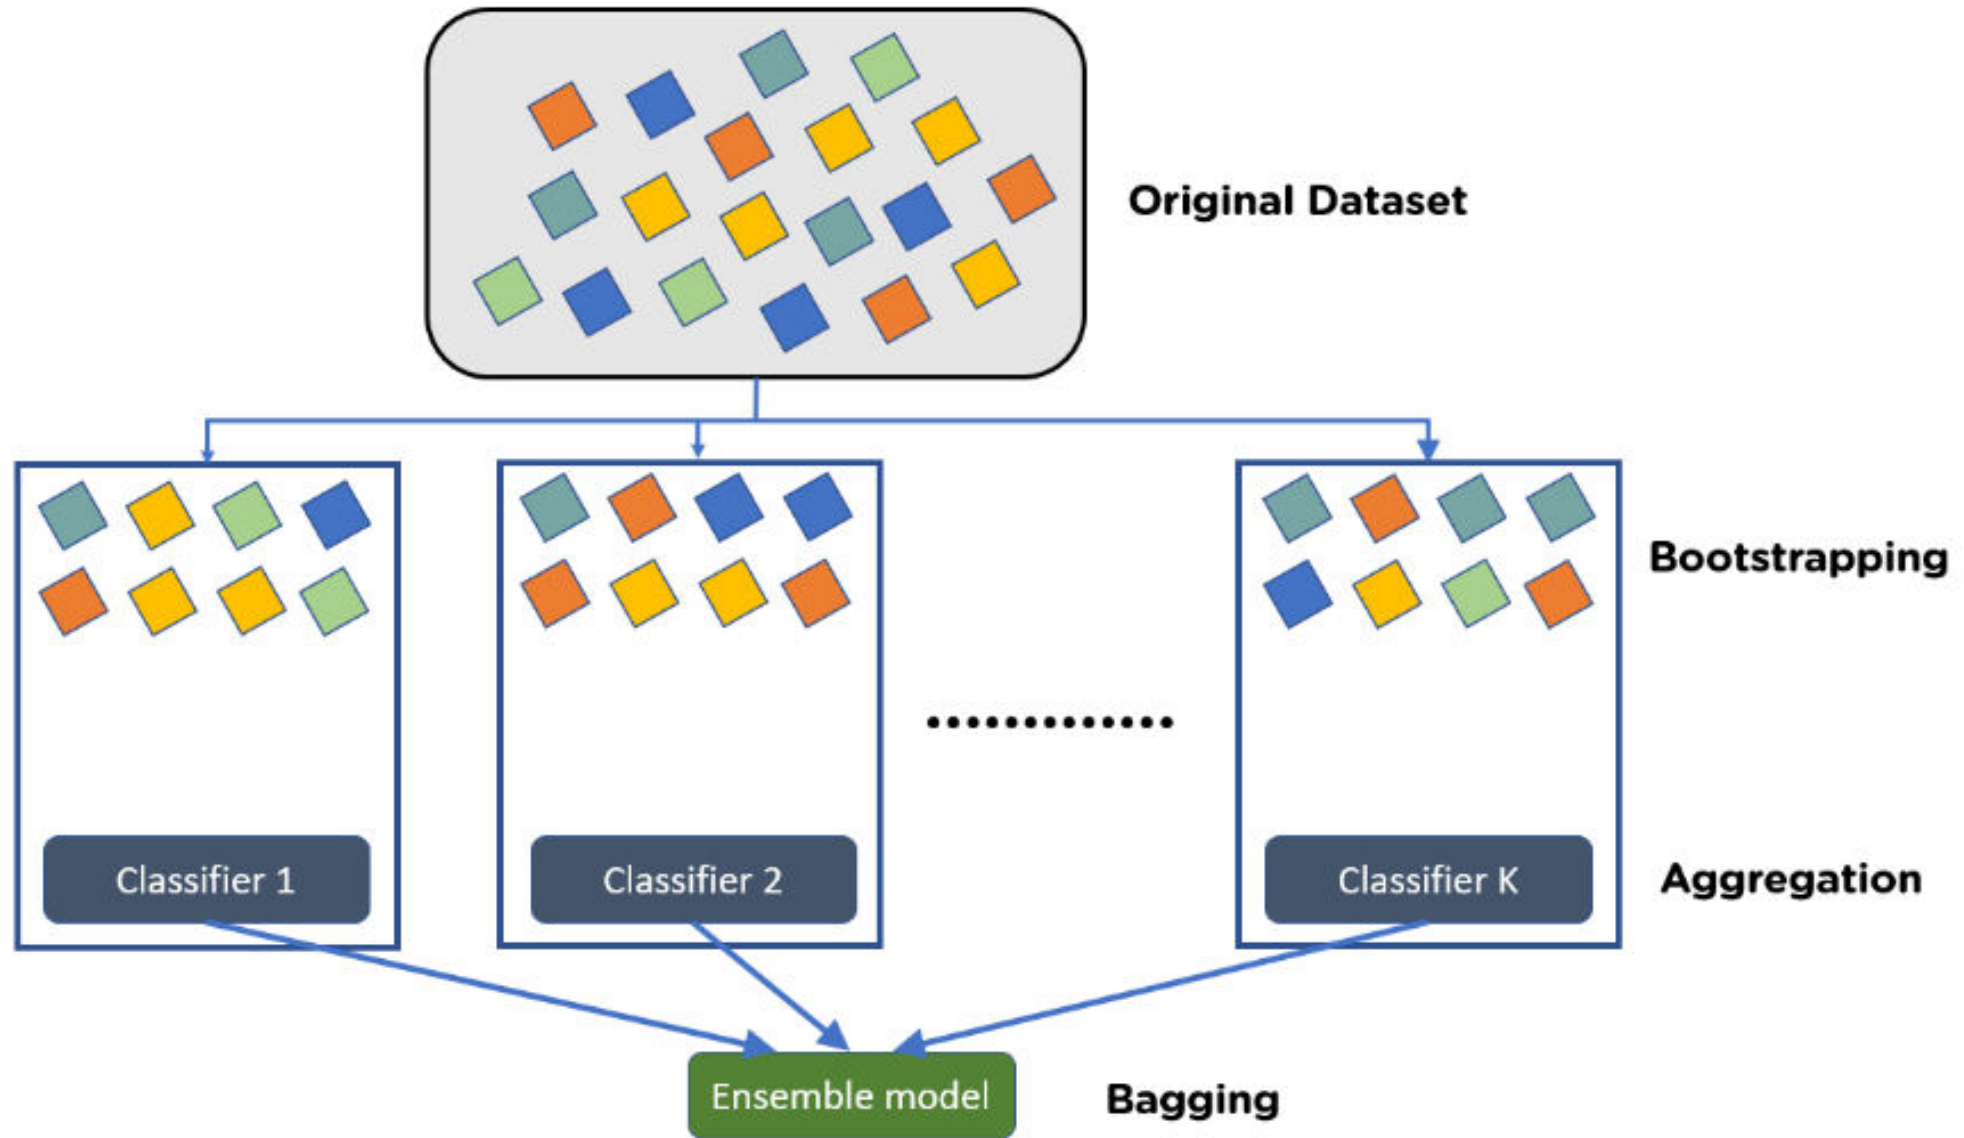 Original Dataset
Bootstrapping
Classifier 1
Classifier 2
Classifier K
Aggregation
Ensemble model
Bagging